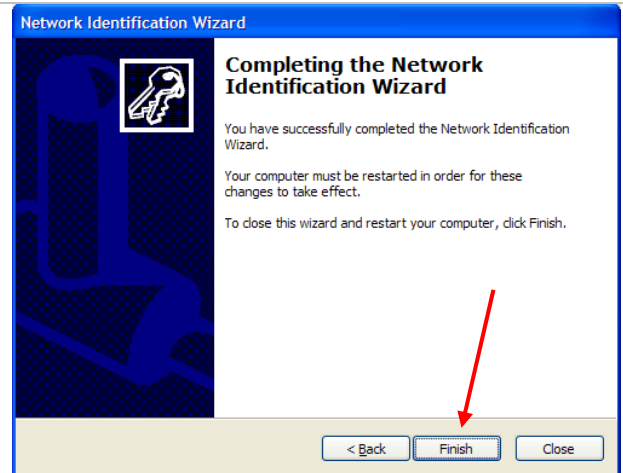 Network Identification Wizard
Completing the Network
Identification Wizard
You have successfully completed the Network Identification
Wizard.
Your computer must be restarted in order for these
changes to take effect.
To close this wizard and restart your computer, click Finish.
< Back Finish Close